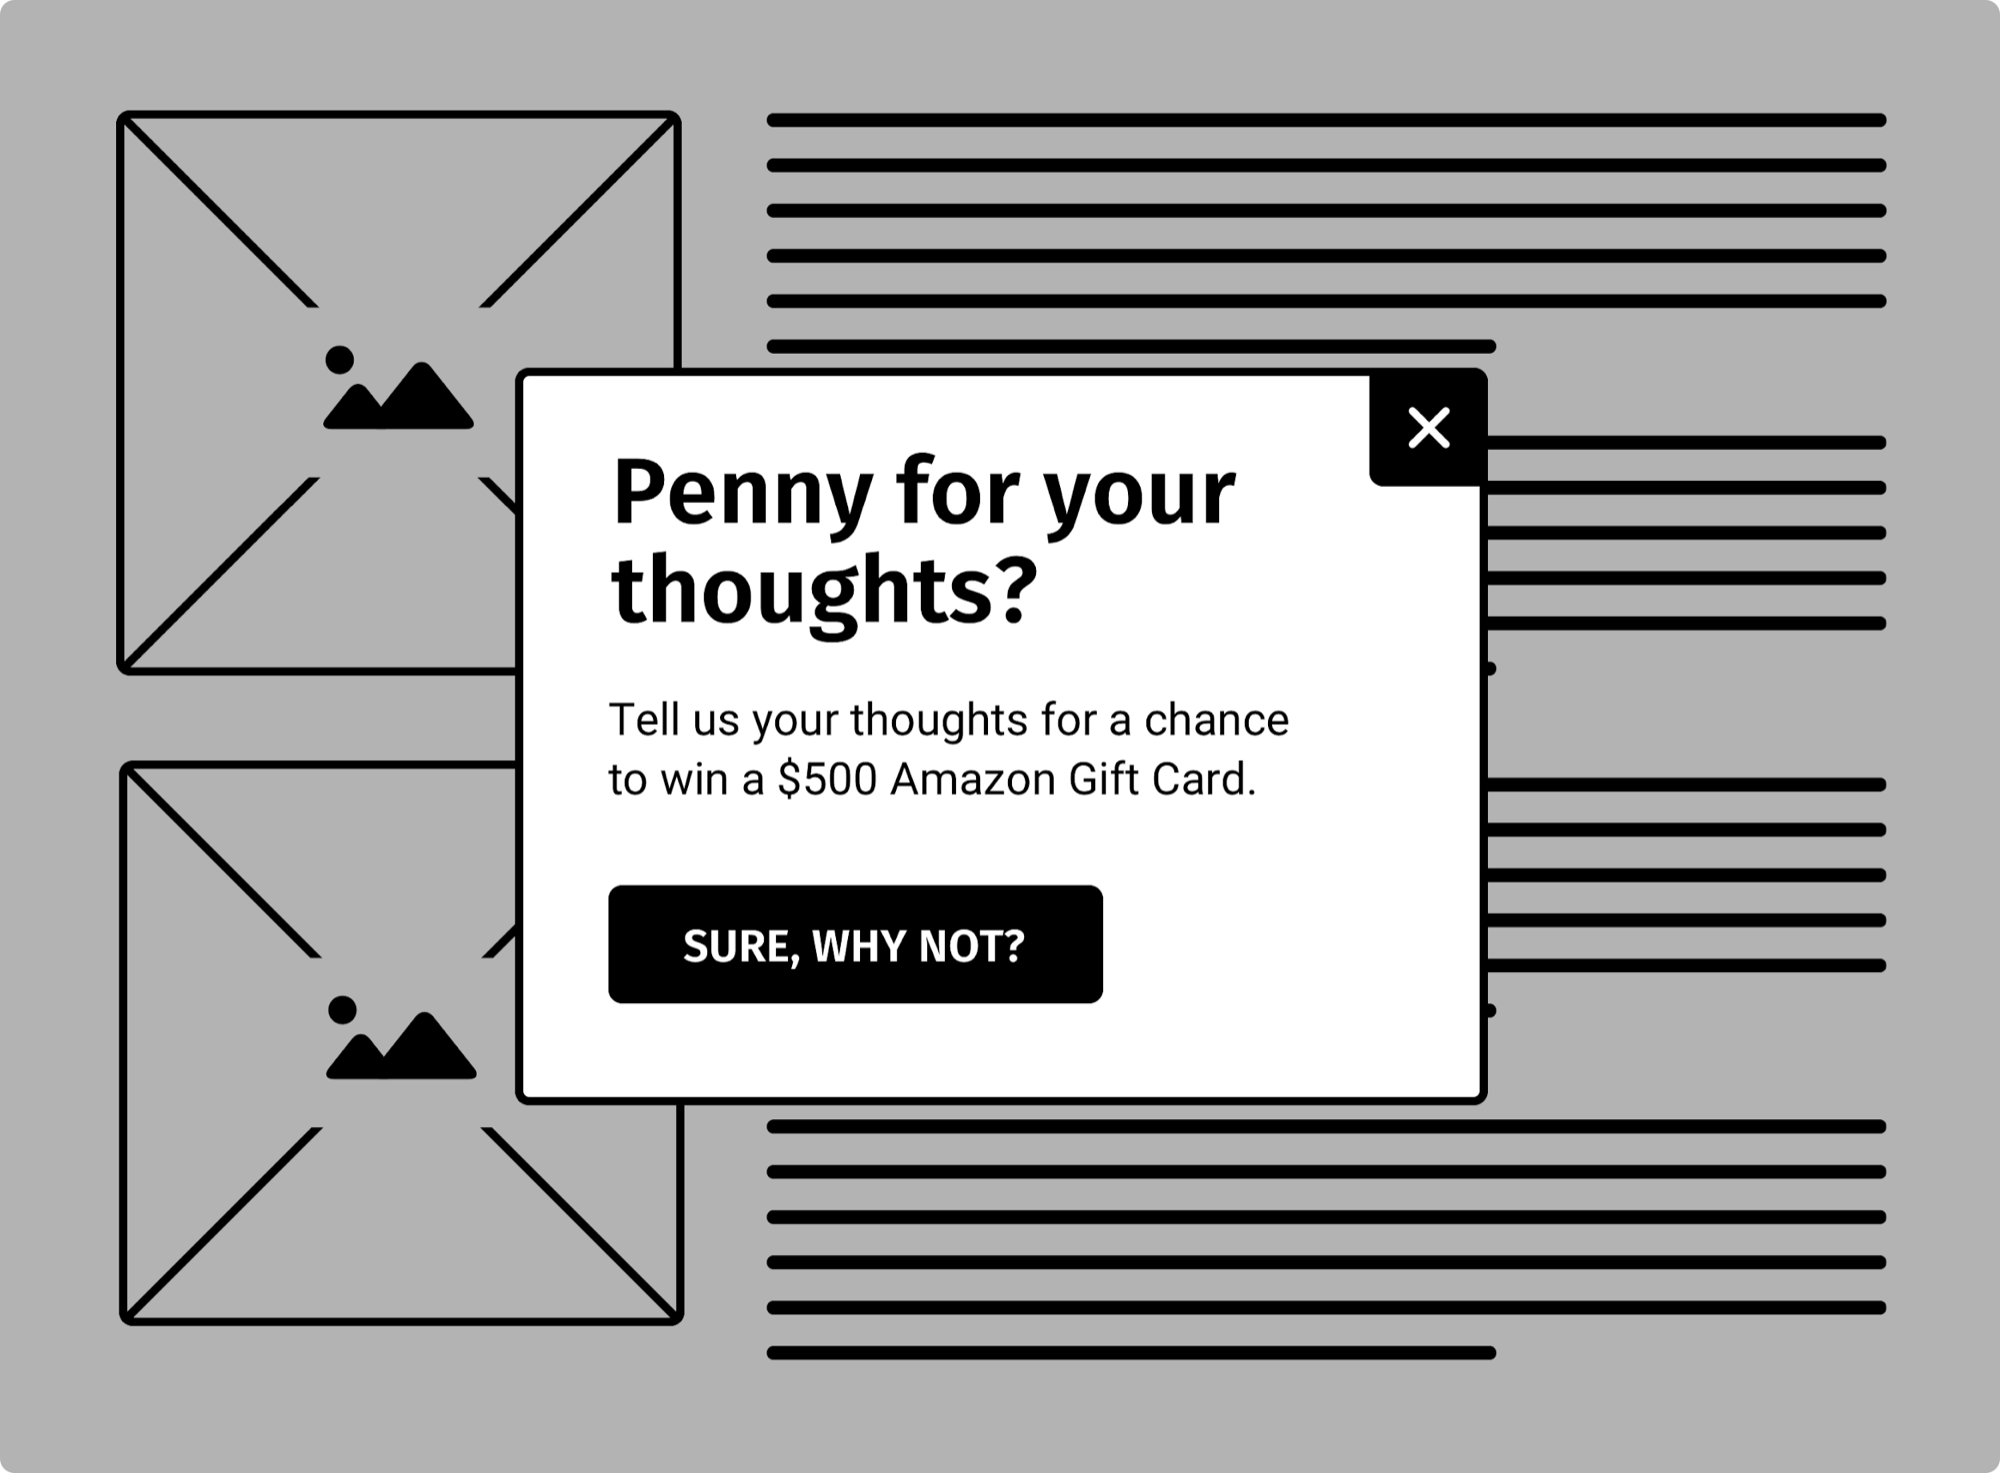 Penny for your
thoughts?
Tell us your thoughts for a chance
to win a $500 Amazon Gift Card.
SURE, WHY NOT?